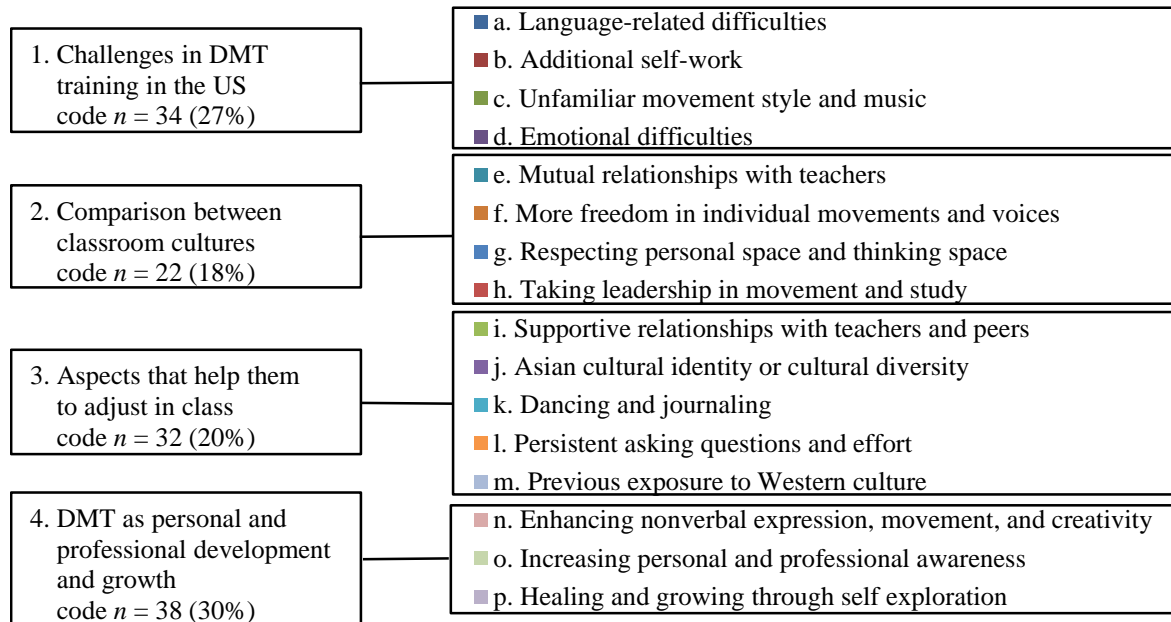 1. Challenges in DMT
training in the US
code n = 34 (27%)
a. Language-related difficulties
b. Additional self-work
c. Unfamiliar movement style and music
d. Emotional difficulties
2. Comparison between
classroom cultures
code n = 22 (18%)
e. Mutual relationships with teachers
f. More freedom in individual movements and voices
g. Respecting personal space and thinking space
h. Taking leadership in movement and study
3. Aspects that help them
to adjust in class
code n = 32 (20%)
i. Supportive relationships with teachers and peers
j. Asian cultural identity or cultural diversity
k. Dancing and journaling
l. Persistent asking questions and effort
m. Previous exposure to Western culture
4. DMT as personal and
professional development
and growth
code n = 38 (30%)
n. Enhancing nonverbal expression, movement, and creativity
o. Increasing personal and professional awareness
p. Healing and growing through self exploration